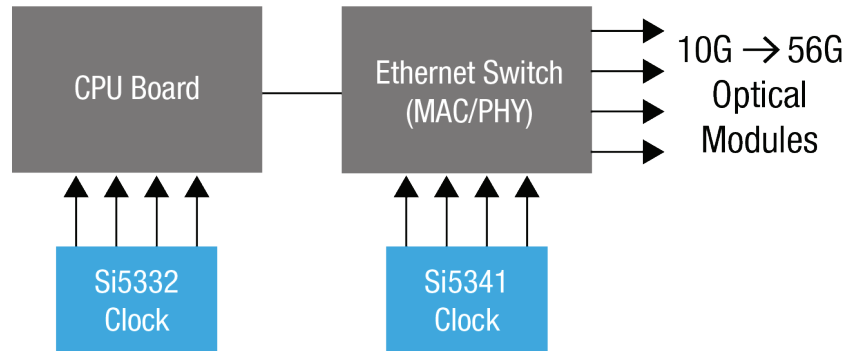 CPU Board
Ethernet Switch
(MAC/PHY)
10G → 56G
Optical
Modules
Si5332
Clock
Si5341
Clock